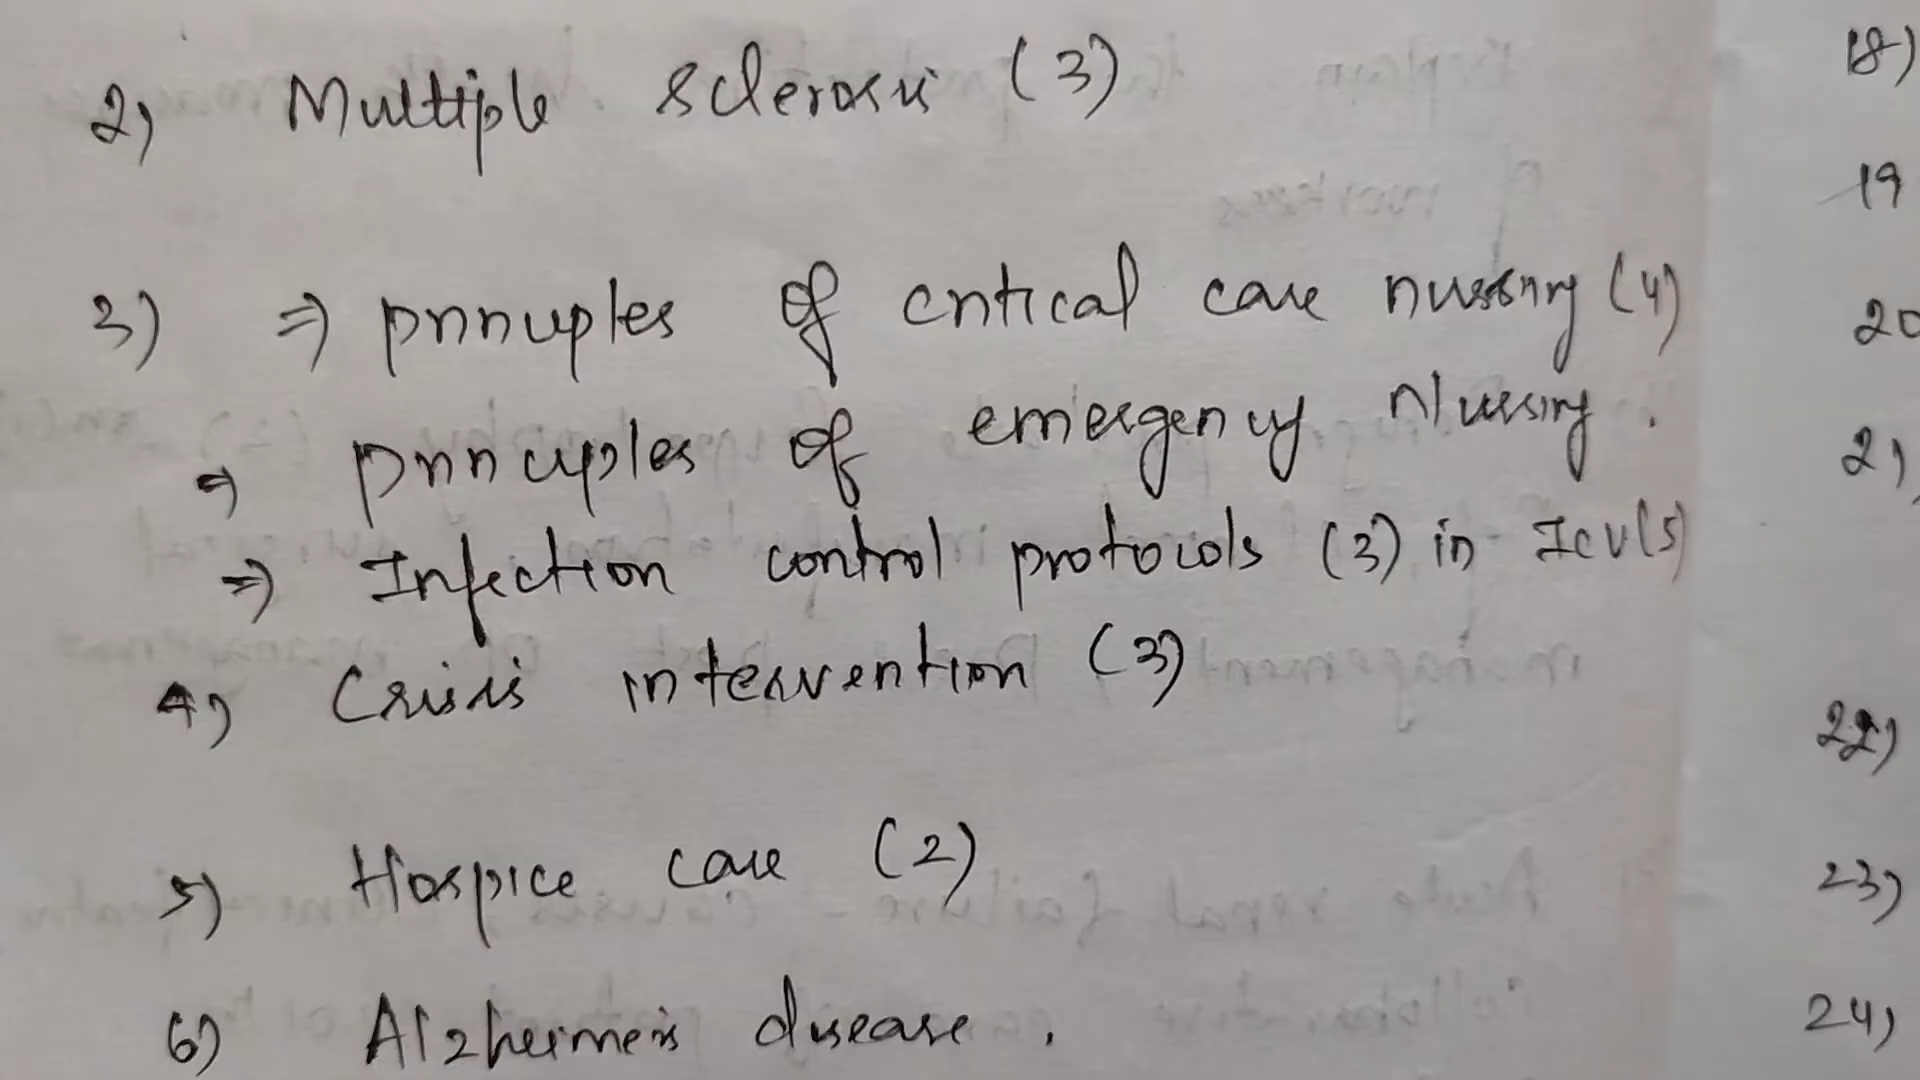 2) Multiple sclerosis (3)
3) ⇒ principles of critical care nursing (4)
⇒ principles of emergency Nursing.
⇒ Infection control protocols (3) in Icu (5)
4) Crisis intervention (3)
5) Hospice care (2)
6) Alzheimer's disease.
18)
19
20
21)
22)
23)
24)